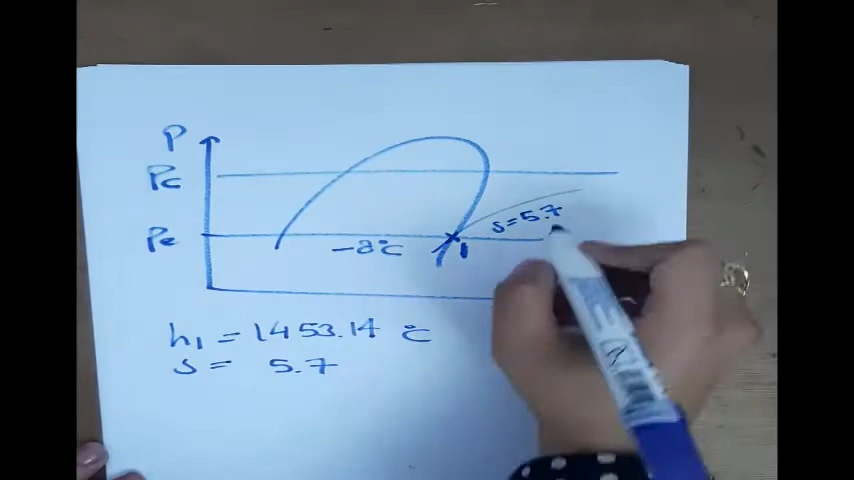 P
Pc
Pe
-8°C
1
s=5.7
h1 = 1453.14 °C
s = 5.7